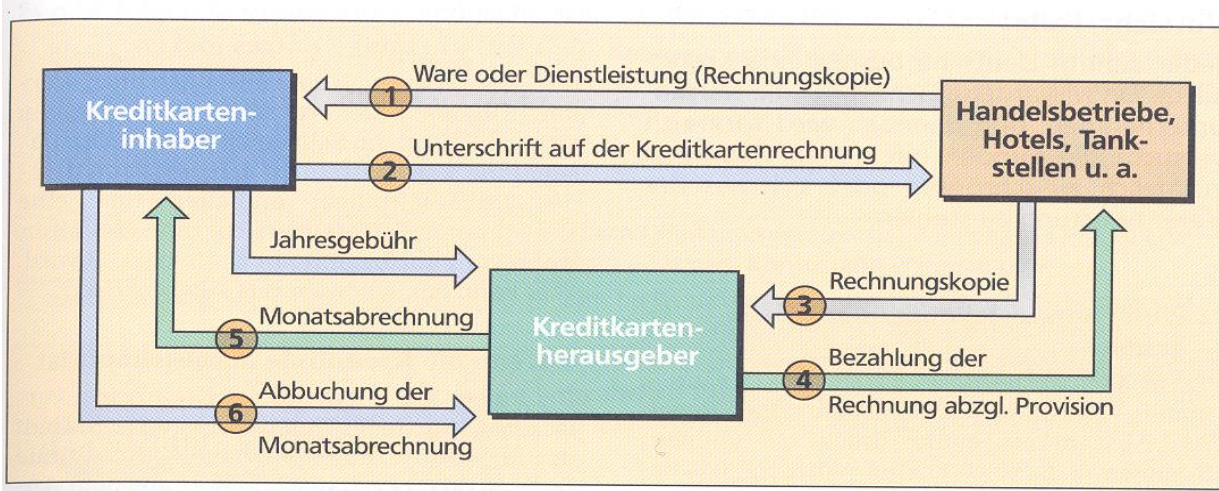 Kreditkarten-
inhaber
1
Ware oder Dienstleistung (Rechnungskopie)
Handelsbetriebe,
Hotels, Tank-
stellen u. a.
2
Unterschrift auf der Kreditkartenrechnung
Jahresgebühr
3
Rechnungskopie
Kreditkarten-
herausgeber
4
Bezahlung der
Rechnung abzgl. Provision
5
Monatsabrechnung
6
Abbuchung der
Monatsabrechnung